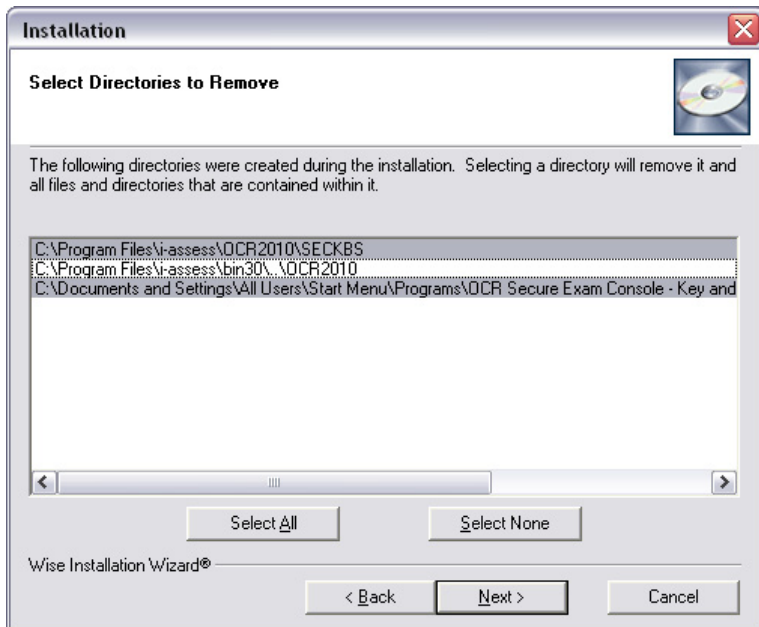 Installation
Select Directories to Remove
The following directories were created during the installation. Selecting a directory will remove it and
all files and directories that are contained within it.
C:\Program Files\i-assess\OCR2010\SECKBS
C:\Program Files\i-assess\bin30\..\OCR2010
C:\Documents and Settings\All Users\Start Menu\Programs\OCR Secure Exam Console - Key and
Select All
Select None
Wise Installation Wizard®
< Back
Next >
Cancel